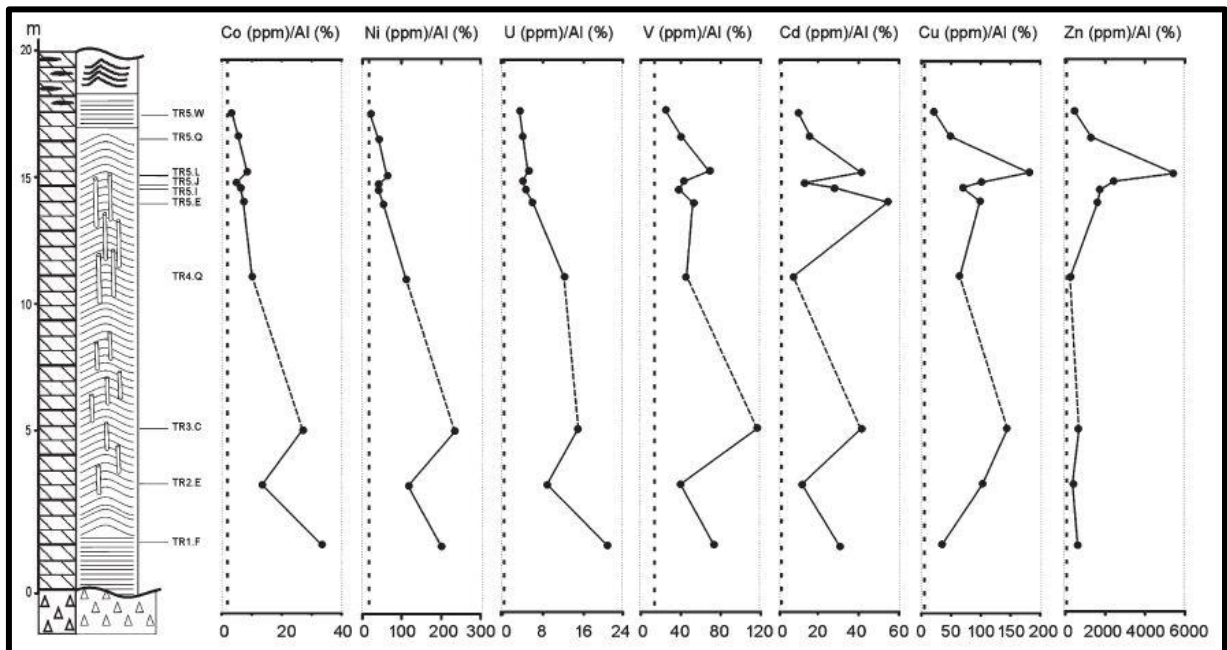 m
Co (ppm)/Al (%) Ni (ppm)/Al (%) U (ppm)/Al (%) V (ppm)/Al (%) Cd (ppm)/Al (%) Cu (ppm)/Al (%) Zn (ppm)/Al (%)
20
TR5.W
TR5.Q
15
TR5.L
TR5.J
TR5.I
TR5.E
TR4.Q
10
5
TR3.C
TR2.E
TR1.F
0
0 20 40 0 100 200 300 0 8 16 24 0 40 80 120 0 20 40 60 0 50 100 150 200 0 2000 4000 6000